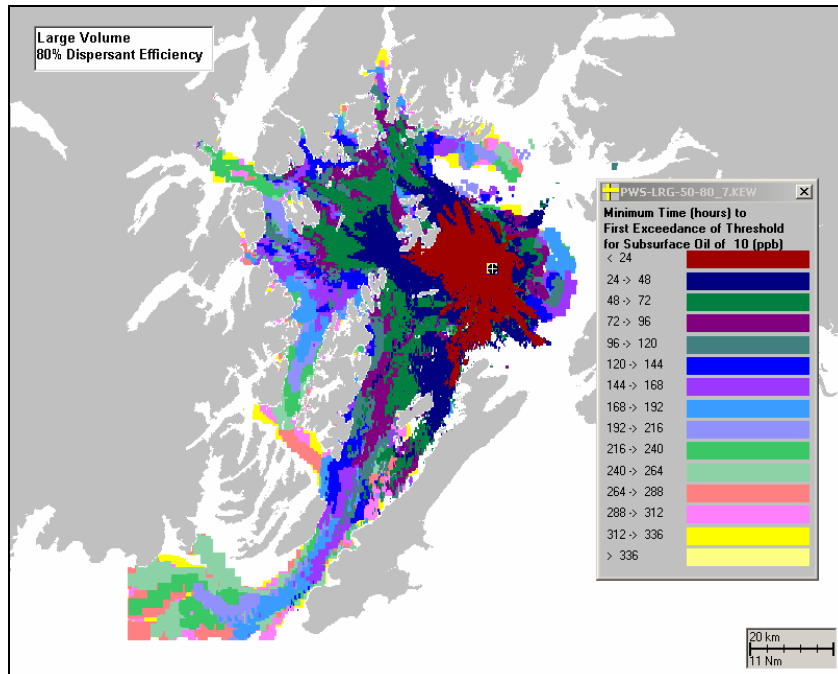 Large Volume
80% Dispersant Efficiency
PWS-LRG-50-80_7.KEW
Minimum Time (hours) to
First Exceedance of Threshold
for Subsurface Oil of 10 (ppb)
< 24
24 -> 48
48 -> 72
72 -> 96
96 -> 120
120 -> 144
144 -> 168
168 -> 192
192 -> 216
216 -> 240
240 -> 264
264 -> 288
288 -> 312
312 -> 336
> 336
20 km
11 Nm